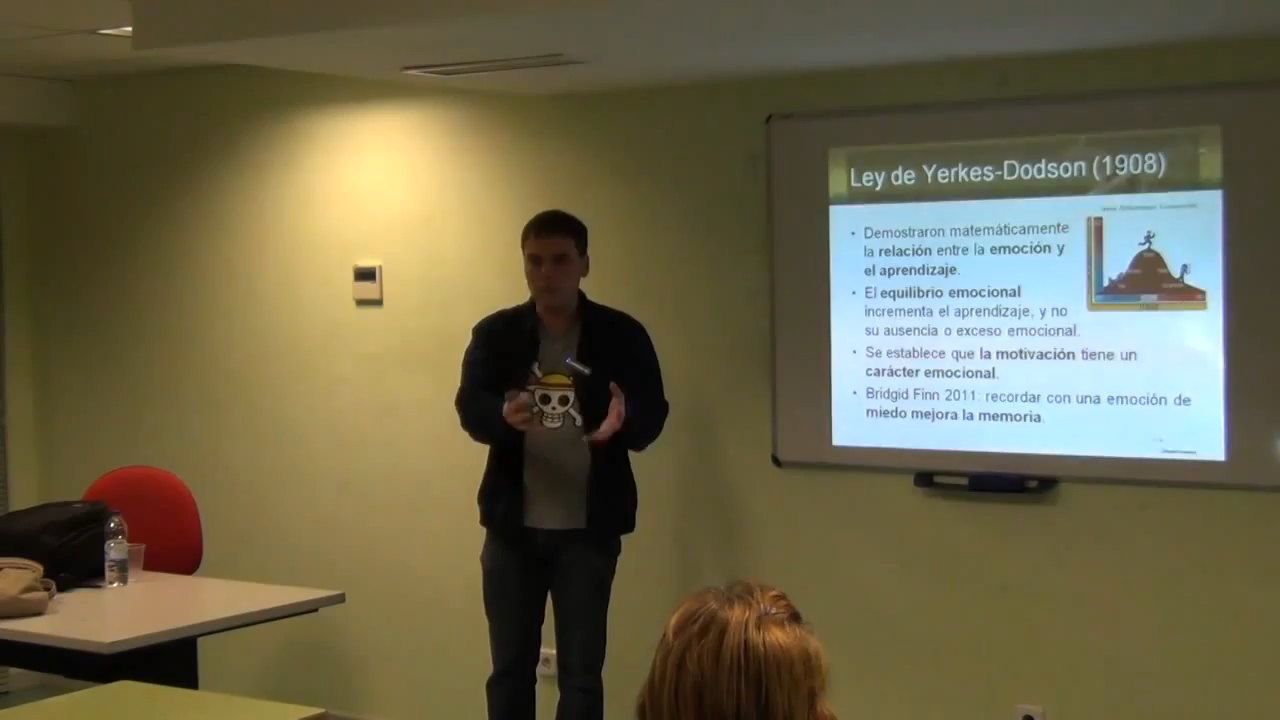 Ley de Yerkes-Dodson (1908)
• Demostraron matemáticamente
la relación entre la emoción y
el aprendizaje.
• El equilibrio emocional
incrementa el aprendizaje, y no
su ausencia o exceso emocional.
• Se establece que la motivación tiene un
carácter emocional.
• Bridgid Finn 2011: recordar con una emoción de
miedo mejora la memoria.